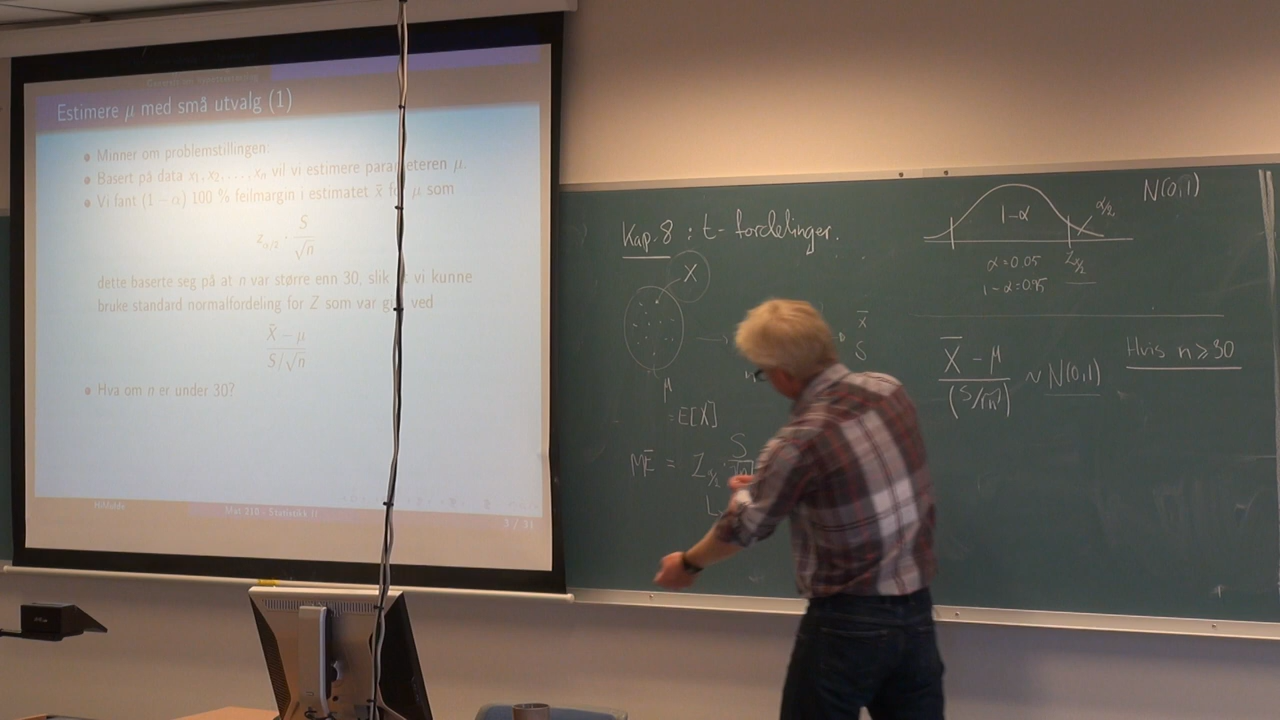 Estimere μ med små utvalg (1)
Minner om problemstillingen:
Basert på data x₁, x₂, . . . , xₙ vil vi estimere parameteren μ.
Vi fant (1 − α) 100 % feilmargin i estimatet x̄ for μ som
z_{α/2} · S/√n
dette baserte seg på at n var større enn 30, slik at vi kunne
bruke standard normalfordeling for Z som var gitt ved
X̄ − μ
S/√n
Hva om n er under 30?
HiMolde
Mat 210 - Statistikk II
3 / 31
Kap. 8 : t- fordelinger.
X
μ
= E[X]
ME = Z_{α/2} · S/√n
X̄
S
N(0,1)
1-α
α/2
Z_{α/2}
α = 0.05
1-α = 0.95
X̄ - μ
(S/√n)
~ N(0,1)
Hvis n ≥ 30